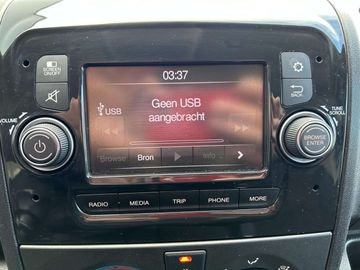 SCREEN
ON/OFF
03:37
BACK
VOLUME
USB
Geen USB
aangebracht
TUNE
SCROLL
BROWSE
ENTER
Browse
Bron
Info
RADIO
MEDIA
TRIP
PHONE
MORE